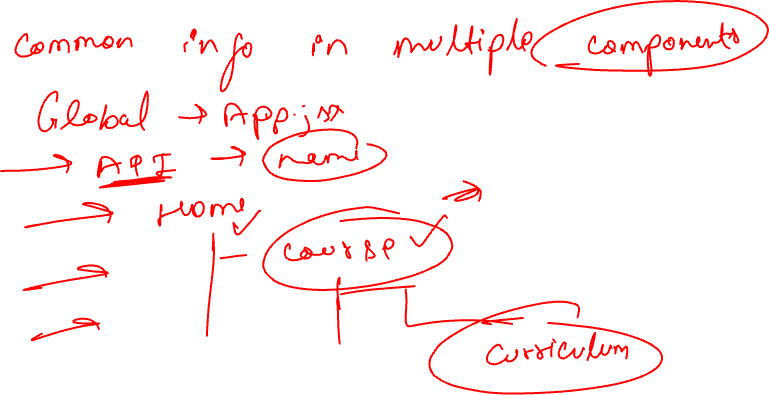 common info in multiple components
Global → App.jsx
→ API → name
Home
course
curriculum